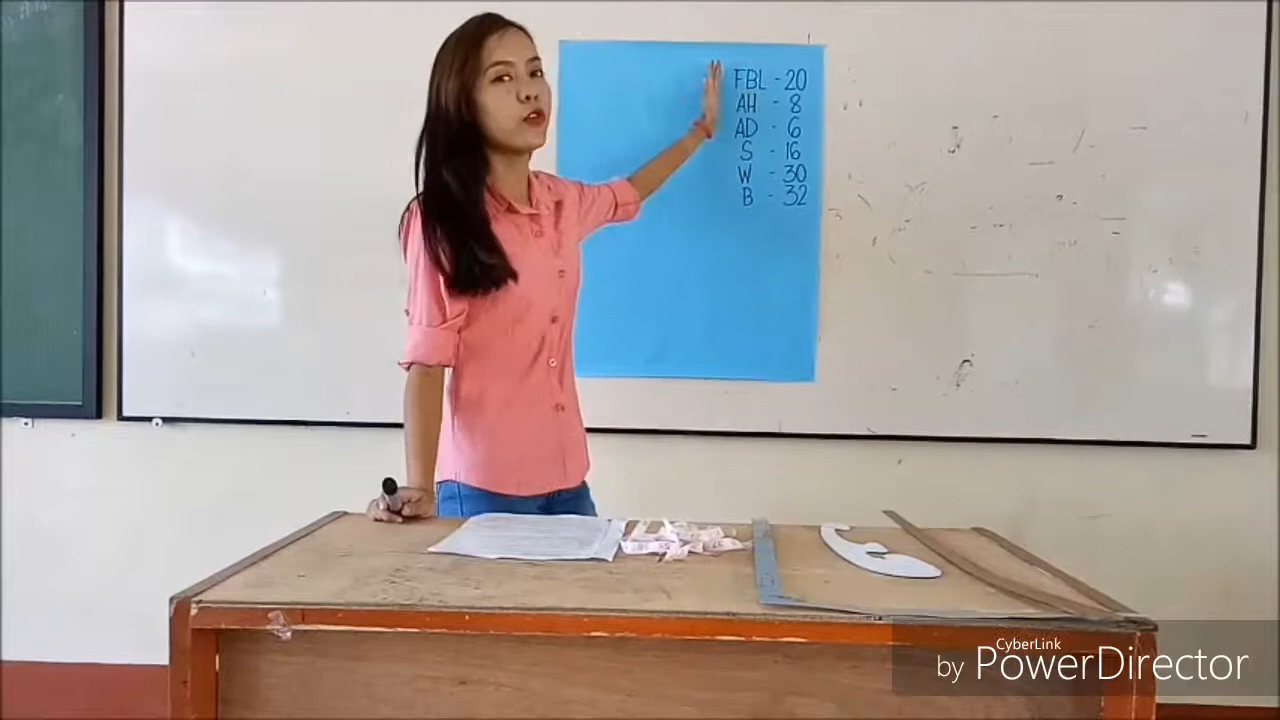 FBL - 20
AH - 8
AD - 6
S - 16
W - 30
B - 32
CyberLink
by PowerDirector